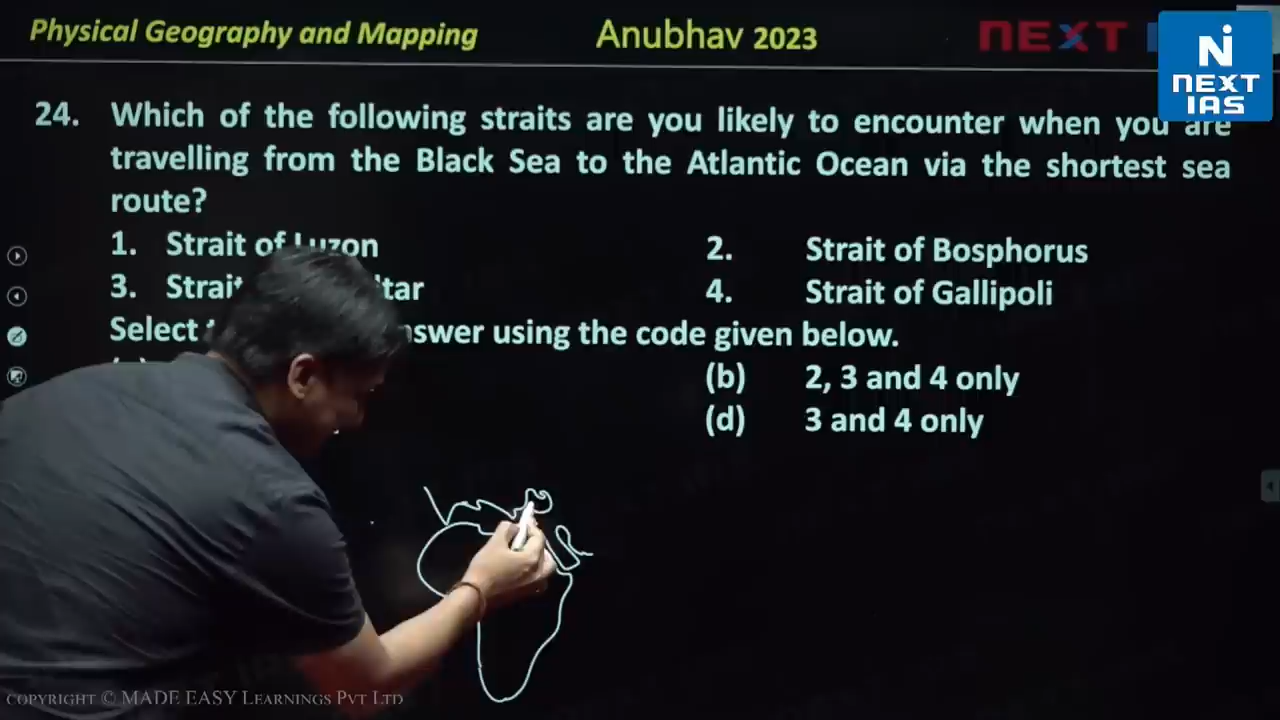 Physical Geography and Mapping Anubhav 2023 NEXT
NEXT
IAS
24. Which of the following straits are you likely to encounter when you are
travelling from the Black Sea to the Atlantic Ocean via the shortest sea
route?
1. Strait of Luzon 2. Strait of Bosphorus
3. 4. Strait of Gallipoli
Select using the code given below.
(b) 2, 3 and 4 only
(d) 3 and 4 only
COPYRIGHT © MADE EASY LEARNINGS PVT LTD